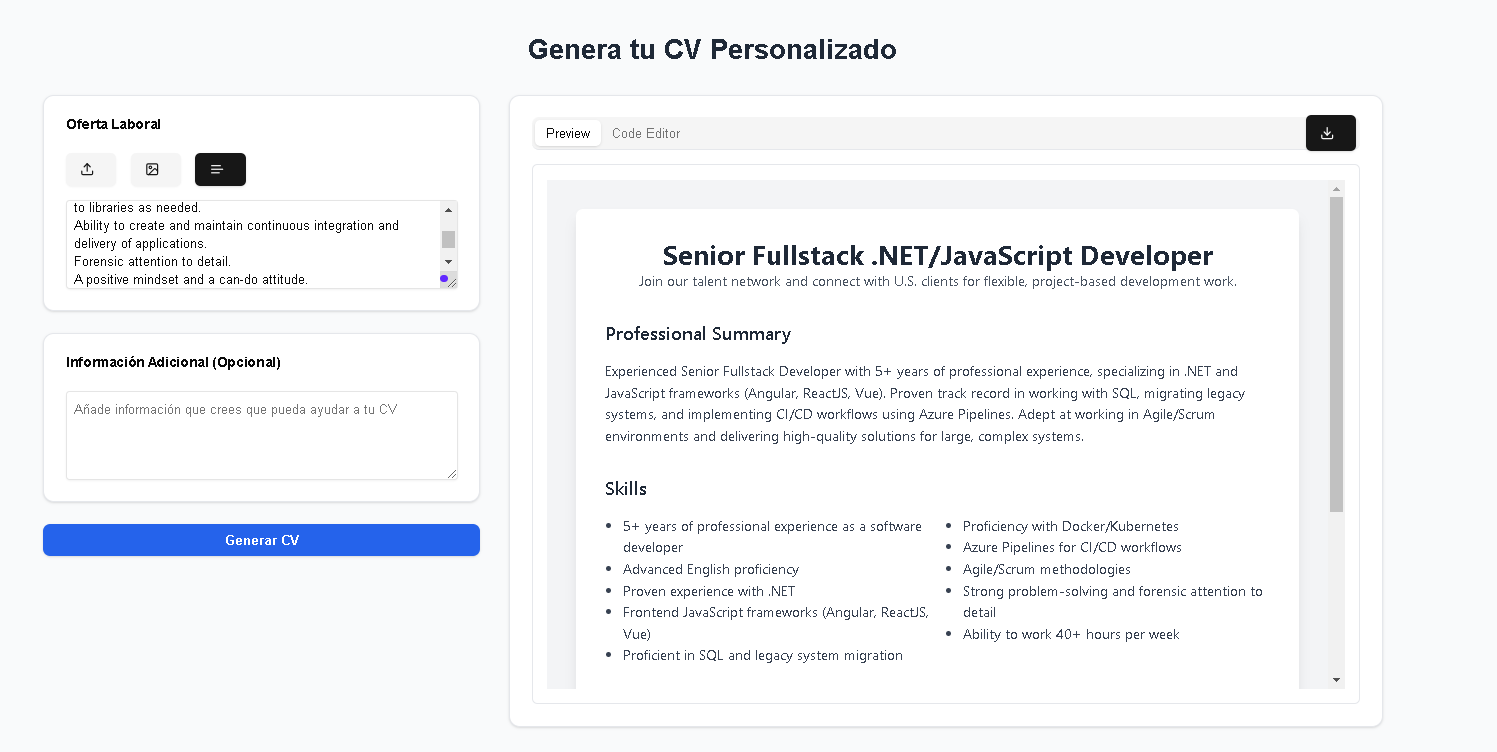 Genera tu CV Personalizado
Oferta Laboral
to libraries as needed.
Ability to create and maintain continuous integration and
delivery of applications.
Forensic attention to detail.
A positive mindset and a can-do attitude.
Información Adicional (Opcional)
Añade información que crees que pueda ayudar a tu CV
Generar CV
Preview
Code Editor
Senior Fullstack .NET/JavaScript Developer
Join our talent network and connect with U.S. clients for flexible, project-based development work.
Professional Summary
Experienced Senior Fullstack Developer with 5+ years of professional experience, specializing in .NET and
JavaScript frameworks (Angular, ReactJS, Vue). Proven track record in working with SQL, migrating legacy
systems, and implementing CI/CD workflows using Azure Pipelines. Adept at working in Agile/Scrum
environments and delivering high-quality solutions for large, complex systems.
Skills
5+ years of professional experience as a software
developer
Advanced English proficiency
Proven experience with .NET
Frontend JavaScript frameworks (Angular, ReactJS,
Vue)
Proficient in SQL and legacy system migration
Proficiency with Docker/Kubernetes
Azure Pipelines for CI/CD workflows
Agile/Scrum methodologies
Strong problem-solving and forensic attention to
detail
Ability to work 40+ hours per week